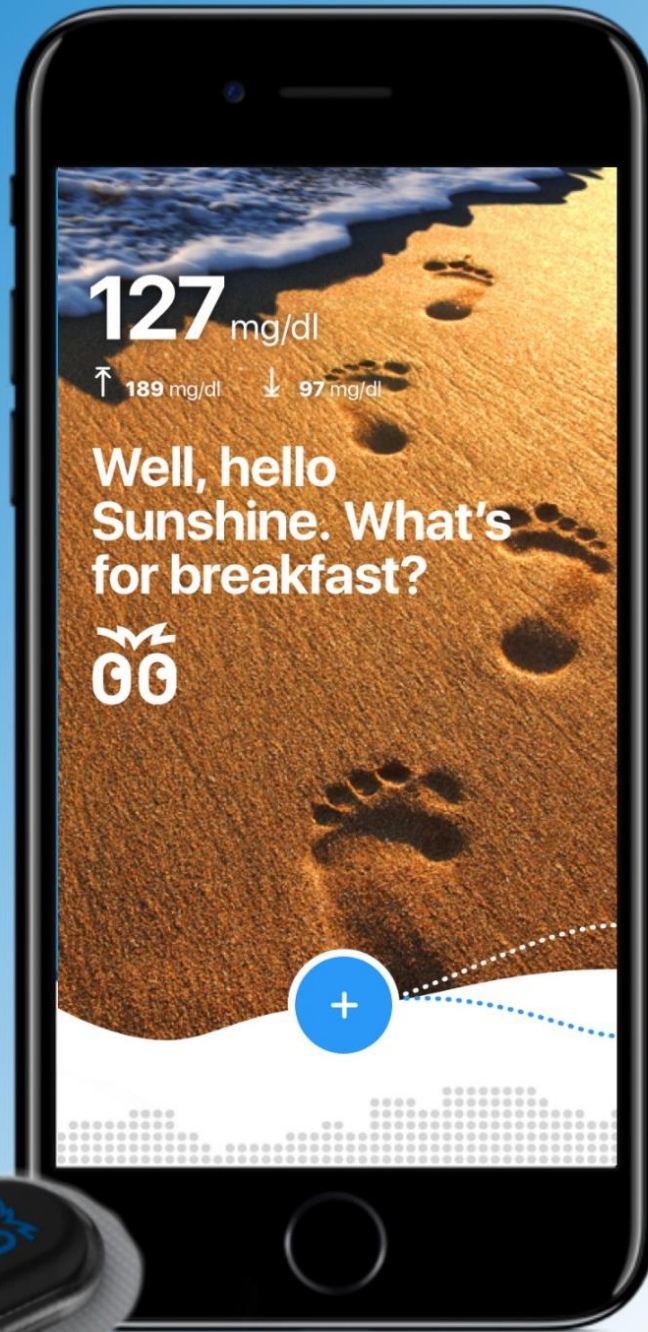 127 mg/dl
189 mg/dl 97 mg/dl
Well, hello
Sunshine. What's
for breakfast?